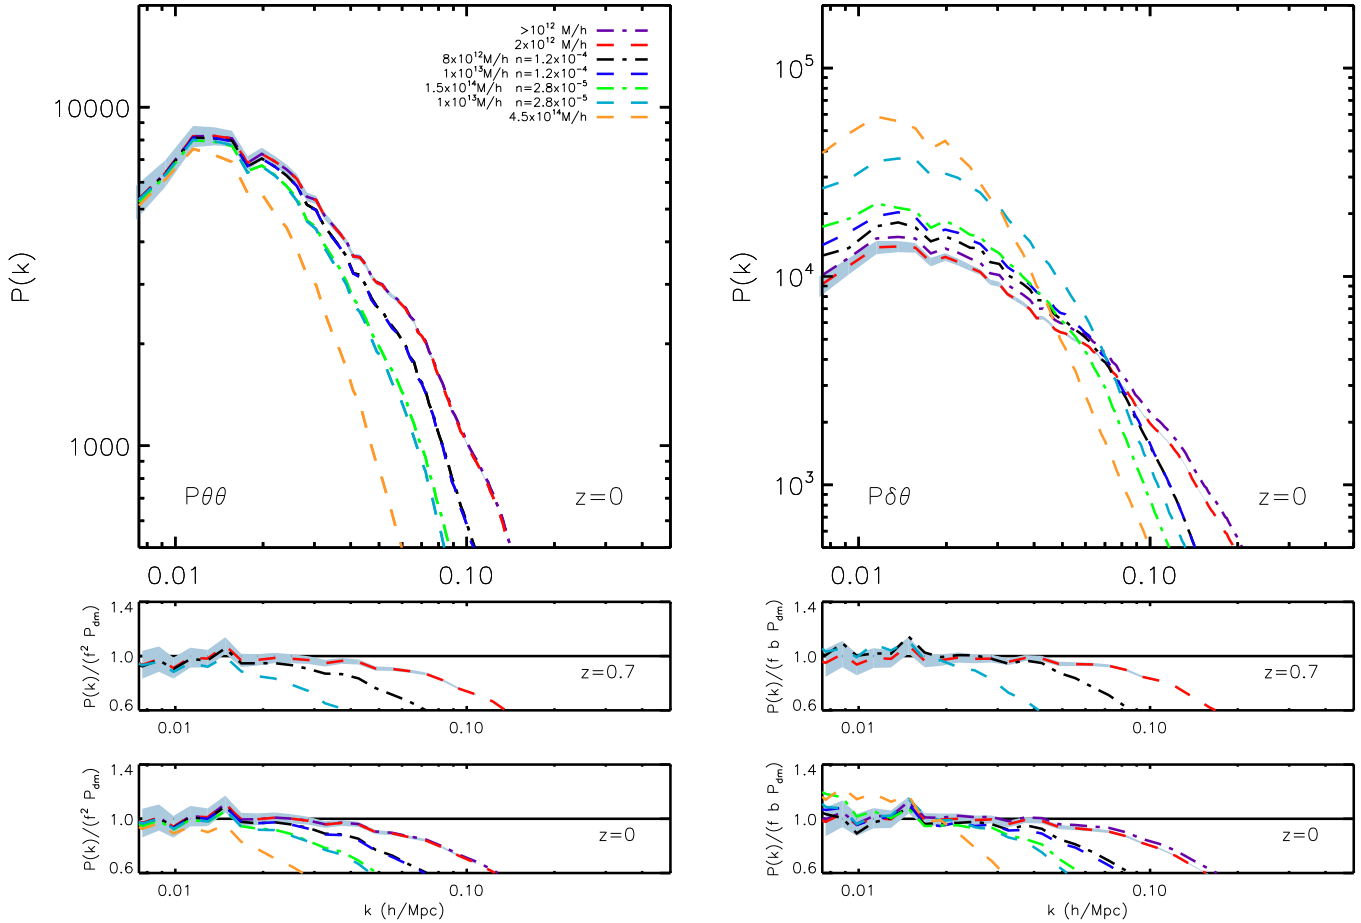 >10¹² M/h
2x10¹² M/h
8x10¹²M/h n=1.2x10⁻⁴
1x10¹³M/h n=1.2x10⁻⁴
1.5x10¹⁴M/h n=2.8x10⁻⁵
1x10¹³M/h n=2.8x10⁻⁵
4.5x10¹⁴M/h
10000
1000
P(k)
Pθθ
z=0
0.01 0.10
10⁵
10⁴
10³
P(k)
Pδθ
z=0
0.01 0.10
1.4
1.0
0.6
P(k)/(f² P_dm)
z=0.7
0.01 0.10
1.4
1.0
0.6
P(k)/(f b P_dm)
z=0.7
0.01 0.10
1.4
1.0
0.6
P(k)/(f² P_dm)
z=0
0.01 0.10
k (h/Mpc)
1.4
1.0
0.6
P(k)/(f b P_dm)
z=0
0.01 0.10
k (h/Mpc)